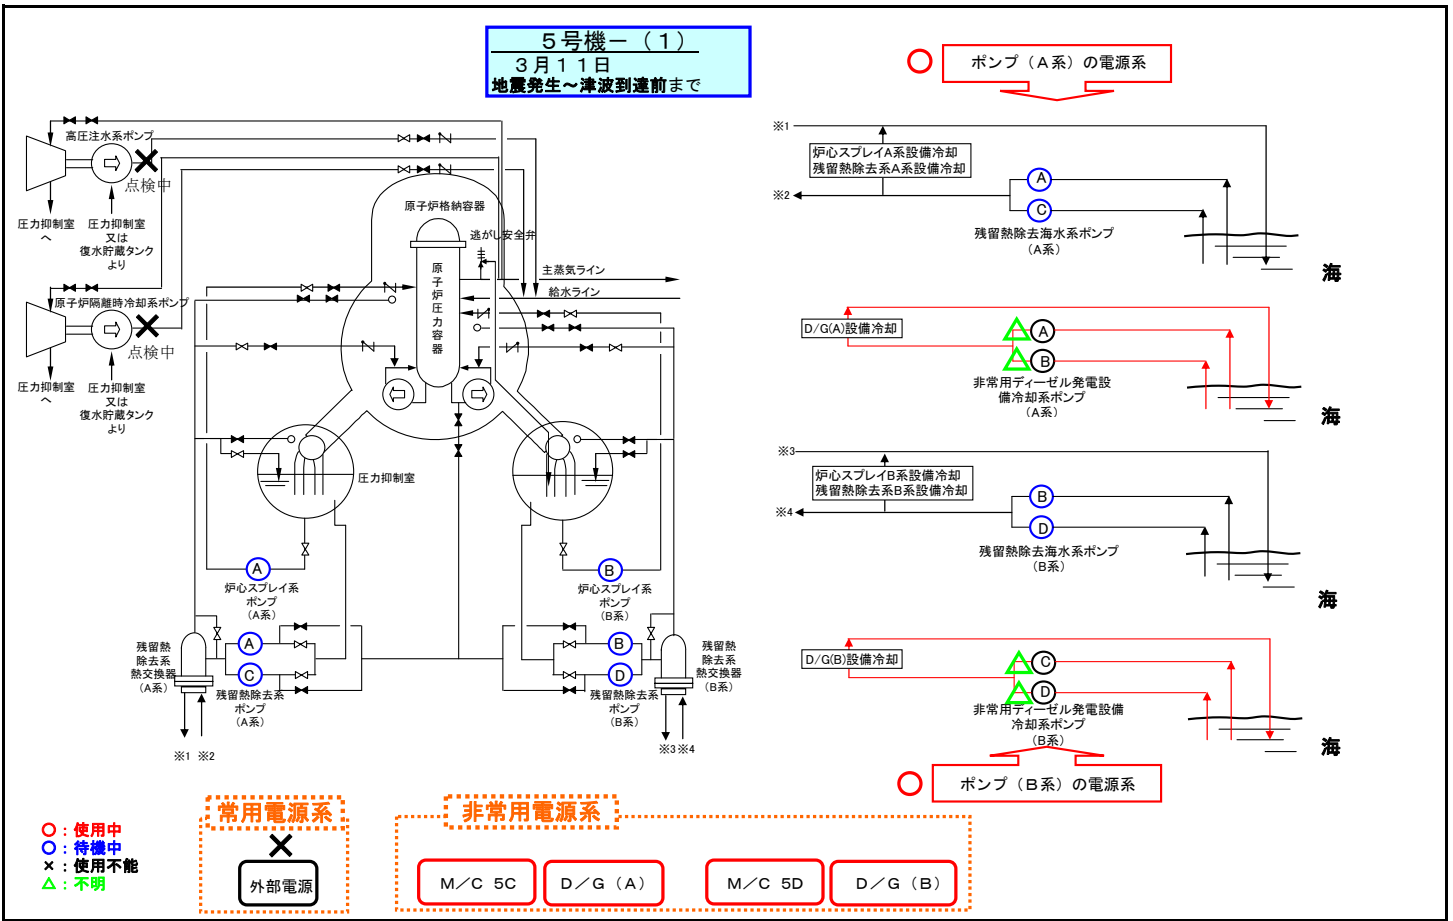 5号機－（1）
3月11日
地震発生～津波到達前まで
ポンプ（A系）の電源系
高圧注水系ポンプ
点検中
圧力抑制室
へ
圧力抑制室
又は
復水貯蔵タンク
より
原子炉隔離時冷却系ポンプ
点検中
圧力抑制室
へ
圧力抑制室
又は
復水貯蔵タンク
より
原子炉格納容器
逃がし安全弁
原子炉圧力容器
主蒸気ライン
給水ライン
圧力抑制室
A
炉心スプレイ系
ポンプ
（A系）
B
炉心スプレイ系
ポンプ
（B系）
残留熱
除去系
熱交換器
（A系）
A
C
残留熱除去系
ポンプ
（A系）
B
D
残留熱除去系
ポンプ
（B系）
残留熱
除去系
熱交換器
（B系）
※1 ※2
※3 ※4
※1
炉心スプレイA系設備冷却
残留熱除去系A系設備冷却
※2
A
C
残留熱除去海水系ポンプ
（A系）
海
D/G(A)設備冷却
A
B
非常用ディーゼル発電設
備冷却系ポンプ
（A系）
海
※3
炉心スプレイB系設備冷却
残留熱除去系B系設備冷却
※4
B
D
残留熱除去海水系ポンプ
（B系）
海
D/G(B)設備冷却
C
D
非常用ディーゼル発電設備
冷却系ポンプ
（B系）
海
ポンプ（B系）の電源系
○：使用中
○：待機中
×：使用不能
△：不明
常用電源系
外部電源
非常用電源系
M／C 5C
D／G（A）
M／C 5D
D／G（B）